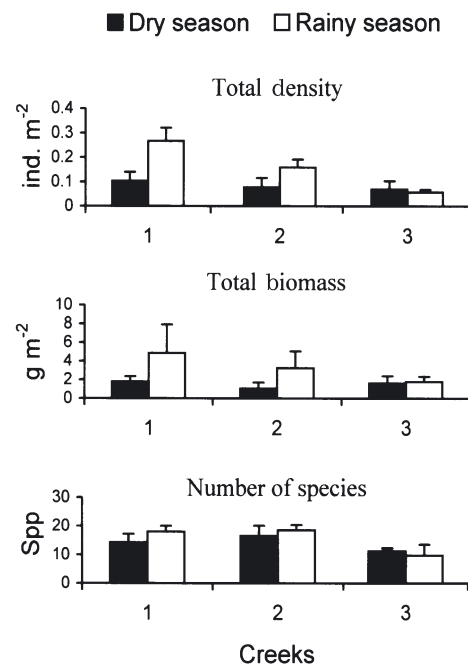 Dry season Rainy season
Total density
ind. m-2
0.4
0.3
0.2
0.1
0
1 2 3
Total biomass
g m-2
10
8
6
4
2
0
1 2 3
Number of species
Spp
30
20
10
0
1 2 3
Creeks